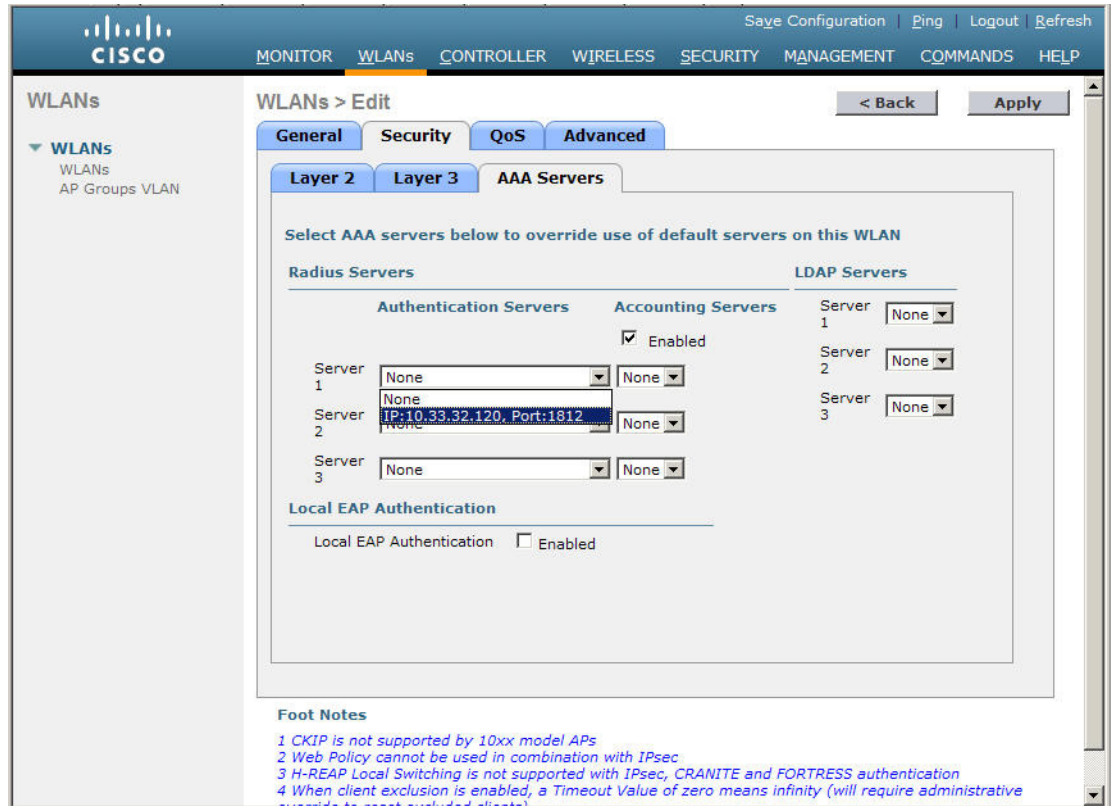 Save Configuration | Ping | Logout | Refresh
CISCO
MONITOR WLANs CONTROLLER WIRELESS SECURITY MANAGEMENT COMMANDS HELP
WLANs
WLANs
WLANs
AP Groups VLAN
WLANs > Edit
< Back
Apply
General Security QoS Advanced
Layer 2 Layer 3 AAA Servers
Select AAA servers below to override use of default servers on this WLAN
Radius Servers
LDAP Servers
Authentication Servers Accounting Servers
Enabled
Server 1 None None
None
IP:10.33.32.120, Port:1812
Server 2 None None
Server 3 None None
Server 1 None
Server 2 None
Server 3 None
Local EAP Authentication
Local EAP Authentication Enabled
Foot Notes
1 CKIP is not supported by 10xx model APs
2 Web Policy cannot be used in combination with IPsec
3 H-REAP Local Switching is not supported with IPsec, CRANITE and FORTRESS authentication
4 When client exclusion is enabled, a Timeout Value of zero means infinity (will require administrative
override to reset excluded clients)